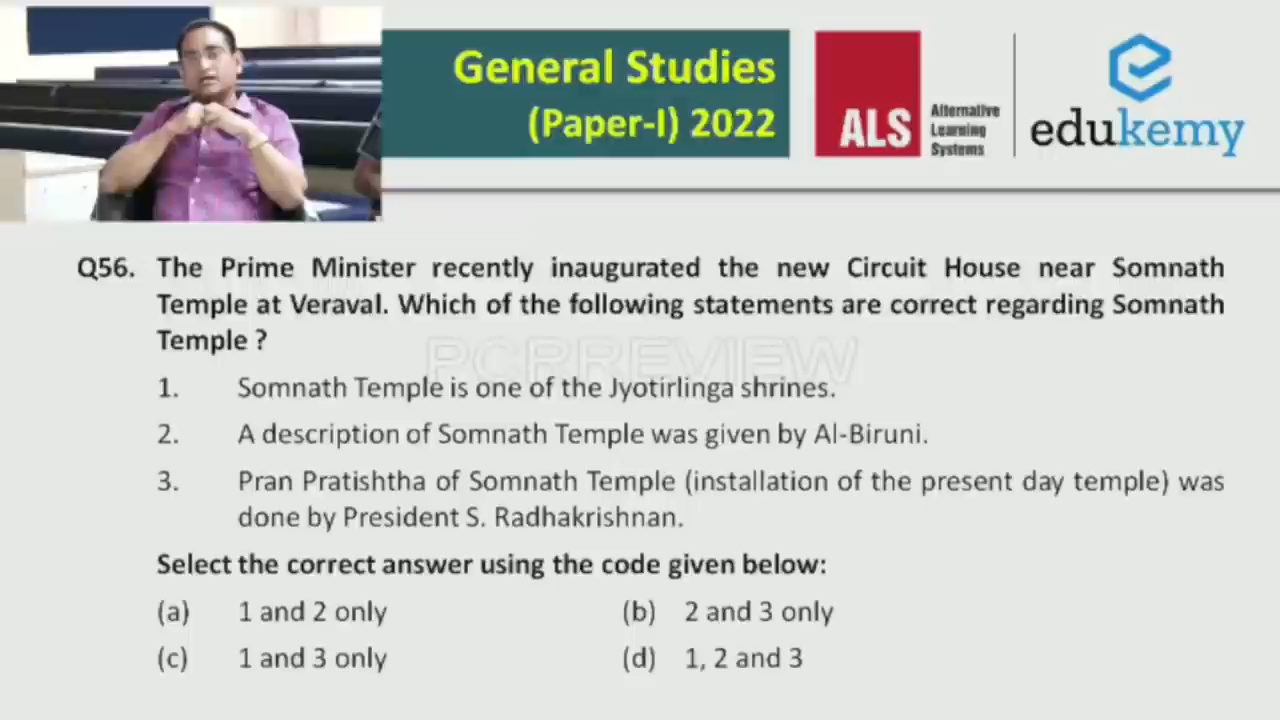 General Studies
(Paper-I) 2022
ALS
Alternative
Learning
Systems
edukemy
Q56. The Prime Minister recently inaugurated the new Circuit House near Somnath
Temple at Veraval. Which of the following statements are correct regarding Somnath
Temple ?
PCRREVIEW
1. Somnath Temple is one of the Jyotirlinga shrines.
2. A description of Somnath Temple was given by Al-Biruni.
3. Pran Pratishtha of Somnath Temple (installation of the present day temple) was
done by President S. Radhakrishnan.
Select the correct answer using the code given below:
(a) 1 and 2 only (b) 2 and 3 only
(c) 1 and 3 only (d) 1, 2 and 3